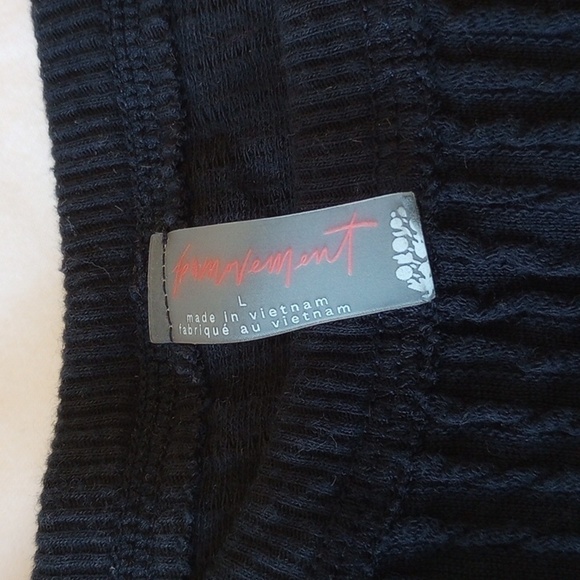 fpmovement
L
made in vietnam
fabriqué au vietnam